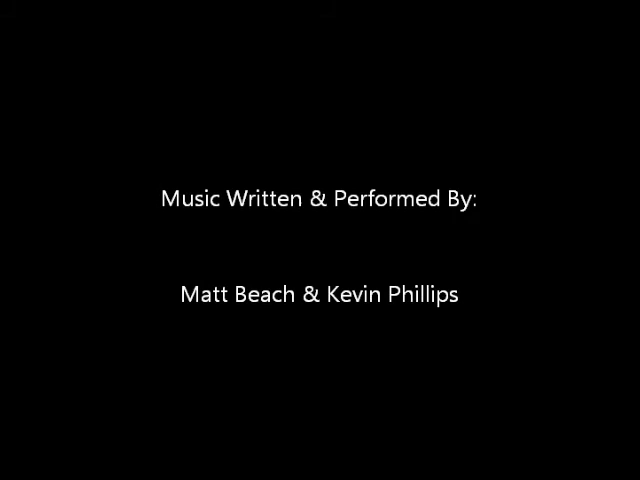 Music Written & Performed By:
Matt Beach & Kevin Phillips